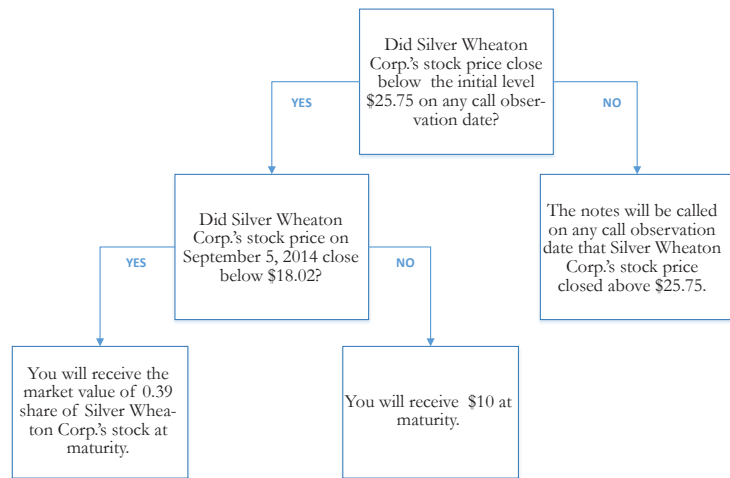 Did Silver Wheaton
Corp.'s stock price close
below the initial level
$25.75 on any call obser-
vation date?
YES
NO
Did Silver Wheaton
Corp.'s stock price on
September 5, 2014 close
below $18.02?
The notes will be called
on any call observation
date that Silver Wheaton
Corp.'s stock price
closed above $25.75.
YES
NO
You will receive the
market value of 0.39
share of Silver Whea-
ton Corp.'s stock at
maturity.
You will receive $10 at
maturity.